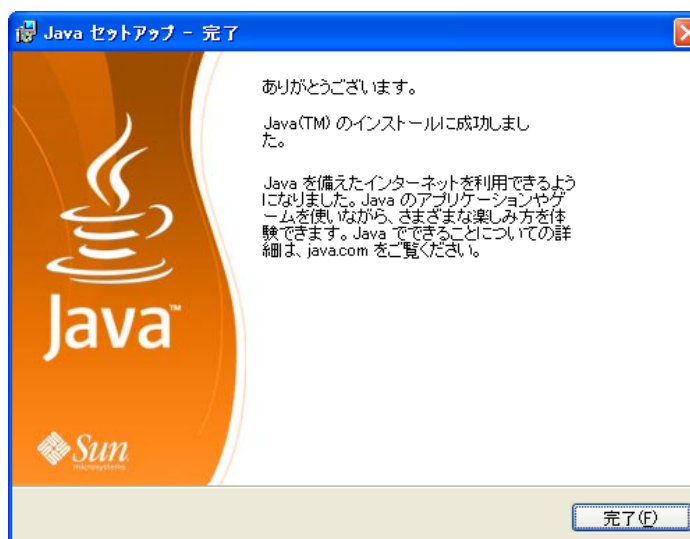 Java セットアップ - 完了
ありがとうございます。
Java(TM) のインストールに成功しまし
た。
Java を備えたインターネットを利用できるよう
になりました。Java のアプリケーションやゲ
ームを使いながら、さまざまな楽しみ方を体
験できます。Java でできることについての詳
細は、java.com をご覧ください。
Java™
Sun
microsystems
完了(F)